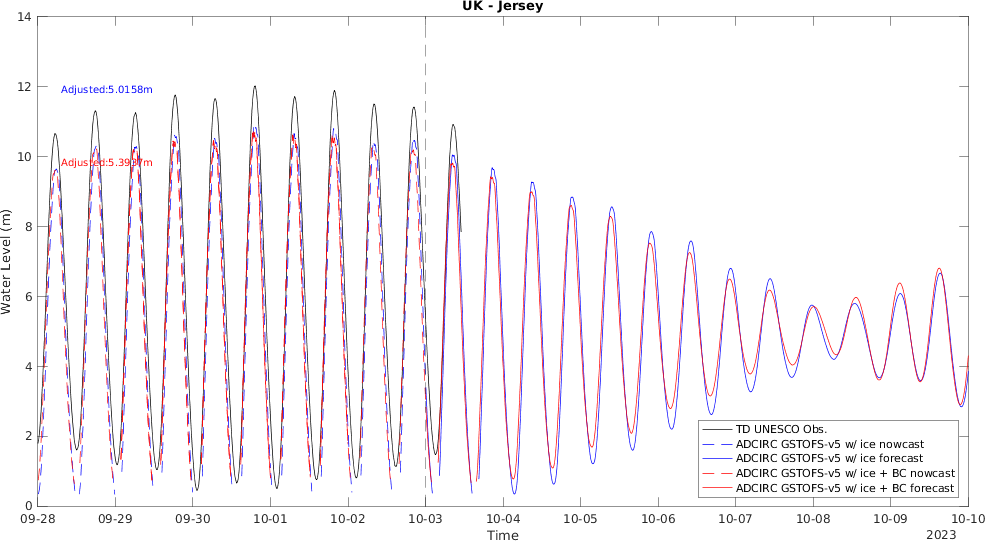 UK - Jersey
14
12
10
8
6
4
2
0
Water Level (m)
Adjusted:5.0158m
Adjusted:5.3937m
TD UNESCO Obs.
ADCIRC GSTOFS-v5 w/ ice nowcast
ADCIRC GSTOFS-v5 w/ ice forecast
ADCIRC GSTOFS-v5 w/ ice + BC nowcast
ADCIRC GSTOFS-v5 w/ ice + BC forecast
09-28 09-29 09-30 10-01 10-02 10-03 10-04 10-05 10-06 10-07 10-08 10-09 10-10
Time
2023